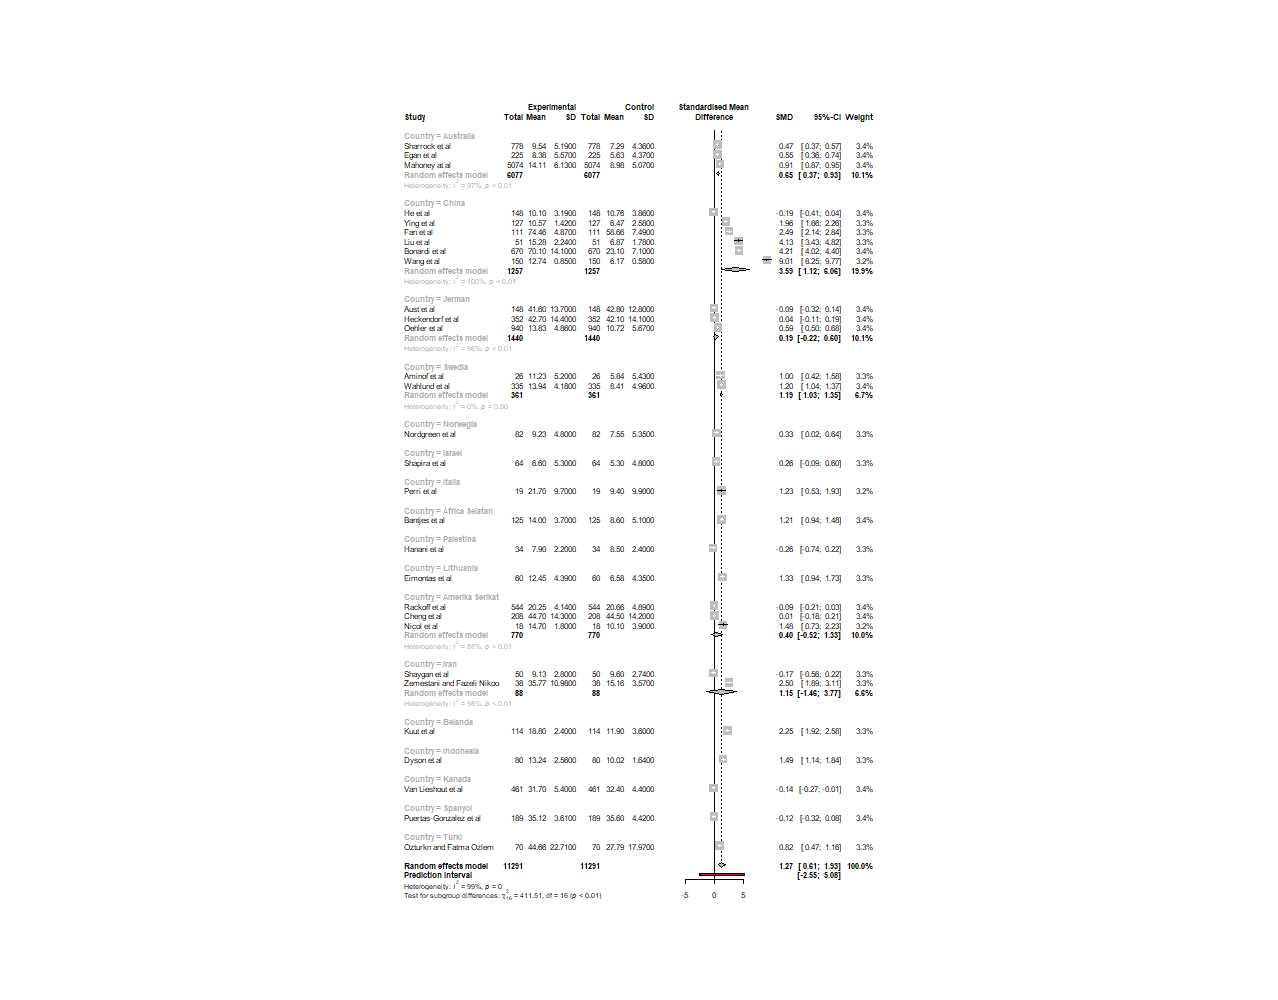 Experimental Control Standardised Mean
Study Total Mean SD Total Mean SD Difference SMD 95%-CI Weight
Country = Australia
Sharrock et al 778 9.54 5.1900 778 7.29 4.3600 0.47 [ 0.37; 0.57] 3.4%
Egan et al 225 8.38 5.5700 225 5.63 4.3700 0.55 [ 0.36; 0.74] 3.4%
Mahoney at al 5074 14.11 6.1300 5074 8.98 5.0700 0.91 [ 0.87; 0.95] 3.4%
Random effects model 6077 6077 0.65 [ 0.37; 0.93] 10.1%
Heterogeneity: I² = 97%, p < 0.01
Country = China
He et al 148 10.10 3.1900 148 10.76 3.8600 -0.19 [-0.41; 0.04] 3.4%
Ying et al 127 10.57 1.4200 127 6.47 2.5800 1.96 [ 1.66; 2.26] 3.3%
Fan et al 111 74.46 4.8700 111 58.66 7.4900 2.49 [ 2.14; 2.84] 3.3%
Liu et al 51 15.28 2.2400 51 6.87 1.7800 4.13 [ 3.43; 4.82] 3.3%
Bonardi et al 670 70.10 14.1000 670 23.10 7.1000 4.21 [ 4.02; 4.40] 3.4%
Wang et al 150 12.74 0.8500 150 6.17 0.5800 9.01 [ 8.25; 9.77] 3.2%
Random effects model 1257 1257 3.59 [ 1.12; 6.06] 19.9%
Heterogeneity: I² = 100%, p < 0.01
Country = Jerman
Aust et al 148 41.60 13.7000 148 42.80 12.8000 -0.09 [-0.32; 0.14] 3.4%
Heckendorf et al 352 42.70 14.4000 352 42.10 14.1000 0.04 [-0.11; 0.19] 3.4%
Oehler et al 940 13.83 4.8600 940 10.72 5.6700 0.59 [ 0.50; 0.68] 3.4%
Random effects model 1440 1440 0.19 [-0.22; 0.60] 10.1%
Heterogeneity: I² = 96%, p < 0.01
Country = Swedia
Aminof et al 26 11.23 5.2000 26 5.84 5.4300 1.00 [ 0.42; 1.58] 3.3%
Wahlund et al 335 13.94 4.1800 335 8.41 4.9600 1.20 [ 1.04; 1.37] 3.4%
Random effects model 361 361 1.19 [ 1.03; 1.35] 6.7%
Heterogeneity: I² = 0%, p = 0.50
Country = Norwegia
Nordgreen et al 82 9.23 4.8000 82 7.55 5.3500 0.33 [ 0.02; 0.64] 3.3%
Country = Israel
Shapira et al 64 6.60 5.3000 64 5.30 4.8000 0.26 [-0.09; 0.60] 3.3%
Country = Italia
Perri et al 19 21.70 9.7000 19 9.40 9.9000 1.23 [ 0.53; 1.93] 3.2%
Country = Africa Selatan
Bantjes et al 125 14.00 3.7000 125 8.60 5.1000 1.21 [ 0.94; 1.48] 3.4%
Country = Palestina
Hanani et al 34 7.90 2.2000 34 8.50 2.4000 -0.26 [-0.74; 0.22] 3.3%
Country = Lithuania
Eimontas et al 60 12.45 4.3900 60 6.58 4.3500 1.33 [ 0.94; 1.73] 3.3%
Country = Amerika Serikat
Rackoff et al 544 20.25 4.1400 544 20.66 4.8900 -0.09 [-0.21; 0.03] 3.4%
Cheng et al 208 44.70 14.3000 208 44.50 14.2000 0.01 [-0.18; 0.21] 3.4%
Nicol et al 18 14.70 1.8000 18 10.10 3.9000 1.48 [ 0.73; 2.23] 3.2%
Random effects model 770 770 0.40 [-0.52; 1.33] 10.0%
Heterogeneity: I² = 88%, p < 0.01
Country = Iran
Shaygan et al 50 9.13 2.8000 50 9.60 2.7400 -0.17 [-0.56; 0.22] 3.3%
Zemestani and Fazeli Nikoo 38 35.77 10.9800 38 15.16 3.5700 2.50 [ 1.89; 3.11] 3.3%
Random effects model 88 88 1.15 [-1.46; 3.77] 6.6%
Heterogeneity: I² = 98%, p < 0.01
Country = Belanda
Kuut et al 114 18.80 2.4000 114 11.90 3.6000 2.25 [ 1.92; 2.58] 3.3%
Country = Indonesia
Dyson et al 80 13.24 2.5600 80 10.02 1.6400 1.49 [ 1.14; 1.84] 3.3%
Country = Kanada
Van Lieshout et al 461 31.70 5.4000 461 32.40 4.4000 -0.14 [-0.27; -0.01] 3.4%
Country = Spanyol
Puertas-Gonzalez et al 189 35.12 3.6100 189 35.60 4.4200 -0.12 [-0.32; 0.08] 3.4%
Country = Turki
Ozturkn and Fatma Ozlem 70 44.66 22.7100 70 27.79 17.9700 0.82 [ 0.47; 1.16] 3.3%
Random effects model 11291 11291 1.27 [ 0.61; 1.93] 100.0%
Prediction interval [-2.55; 5.08]
Heterogeneity: I² = 99%, p = 0
Test for subgroup differences: χ²₁₆ = 411.51, df = 16 (p < 0.01)
-5 0 5